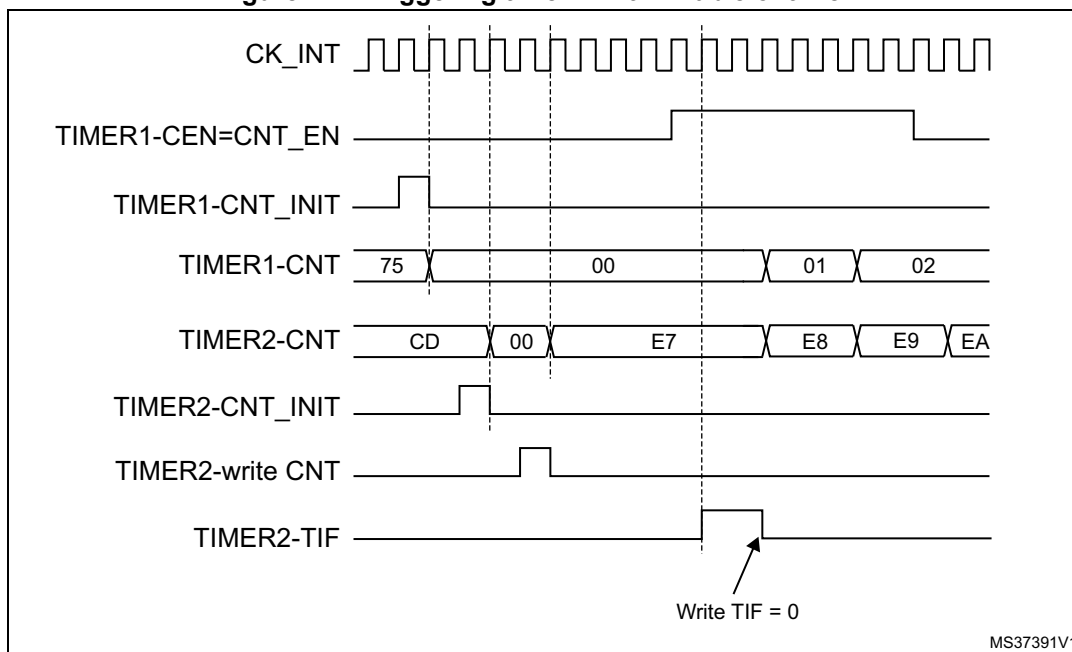 CK_INT
TIMER1-CEN=CNT_EN
TIMER1-CNT_INIT
TIMER1-CNT 75 00 01 02
TIMER2-CNT CD 00 E7 E8 E9 EA
TIMER2-CNT_INIT
TIMER2-write CNT
TIMER2-TIF
Write TIF = 0
MS37391V1